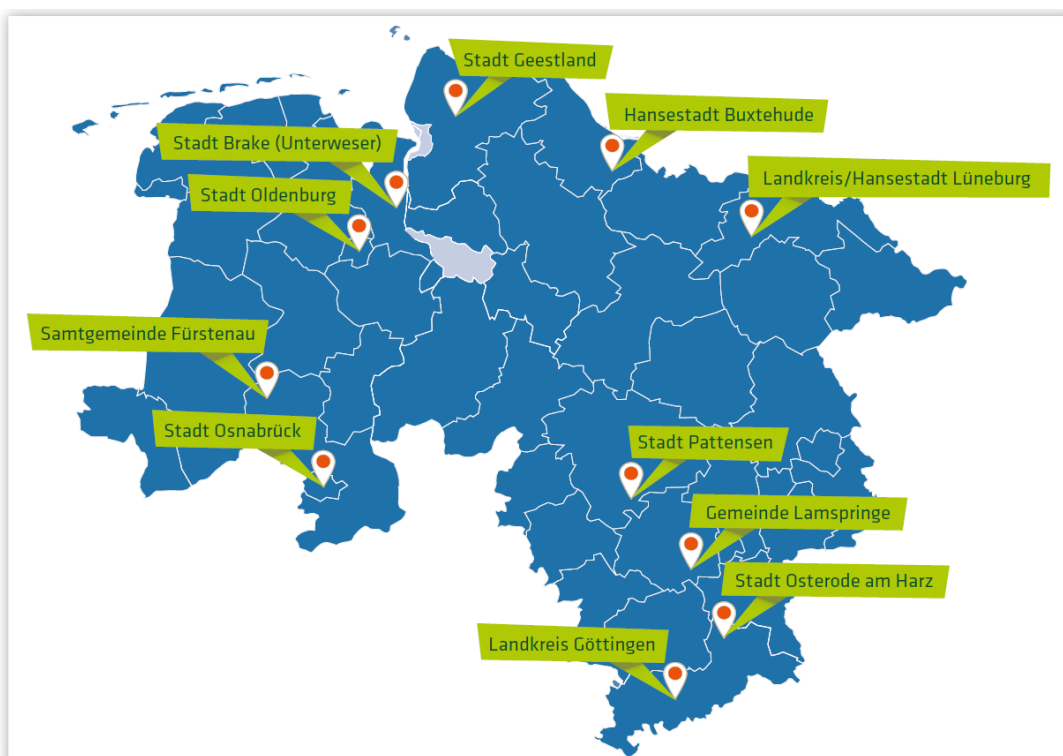 Stadt Geestland
Hansestadt Buxtehude
Stadt Brake (Unterweser)
Landkreis/Hansestadt Lüneburg
Stadt Oldenburg
Samtgemeinde Fürstenau
Stadt Osnabrück
Stadt Pattensen
Gemeinde Lamspringe
Stadt Osterode am Harz
Landkreis Göttingen